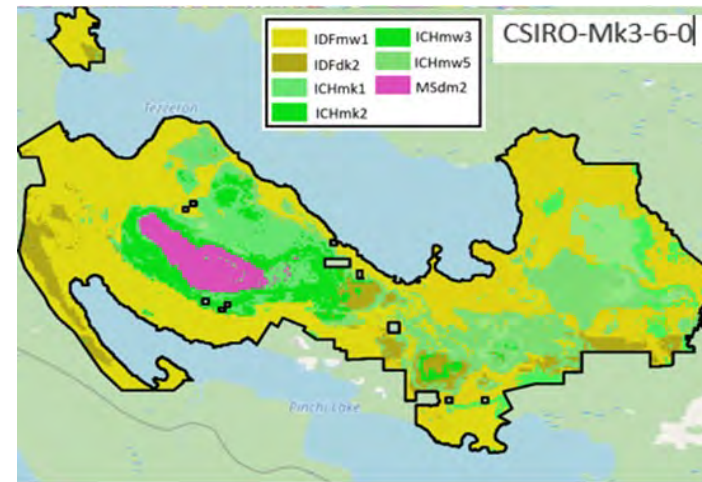 CSIRO-Mk3-6-0
IDFmw1
IDFdk2
ICHmk1
ICHmk2
ICHmw3
ICHmw5
MSdm2
Tezzeron
Pinchi Lake